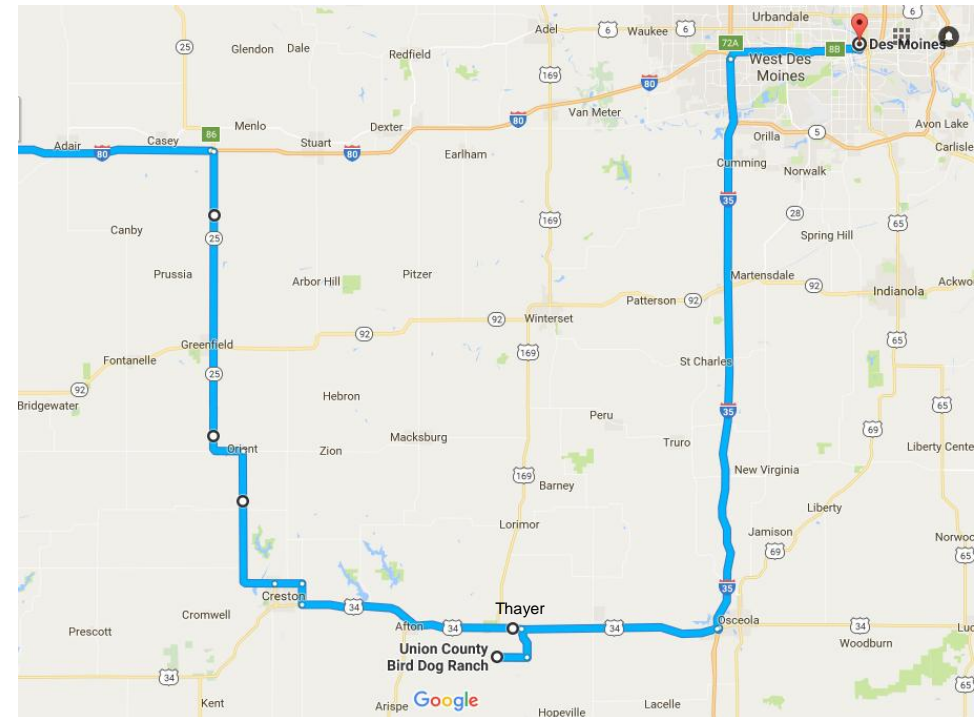 Urbandale
6
Adel
6
Waukee
6
72A
8B
Des Moines
West Des
Moines
25
Glendon
Dale
Redfield
169
80
80
Van Meter
Avon Lake
86
Menlo
Dexter
Adair
80
Casey
Stuart
80
Earlham
Orilla
5
Carlisle
Cumming
Norwalk
35
28
169
65
Spring Hill
Canby
25
Prussia
Arbor Hill
Pitzer
Martensdale
92
Indianola
Ackwo
Patterson
92
92
Winterset
92
65
Greenfield
169
Fontanelle
St Charles
25
92
Bridgewater
Hebron
35
65
Peru
69
Macksburg
Orient
Zion
Truro
Liberty Cente
New Virginia
169
Barney
Liberty
Lorimor
Jamison
Norwoo
69
65
35
Creston
34
Thayer
Cromwell
Osceola
Prescott
Afton
34
34
34
Luc
Woodburn
Union County
Bird Dog Ranch
34
65
Kent
Google
Arispe
Hopeville
Lacelle